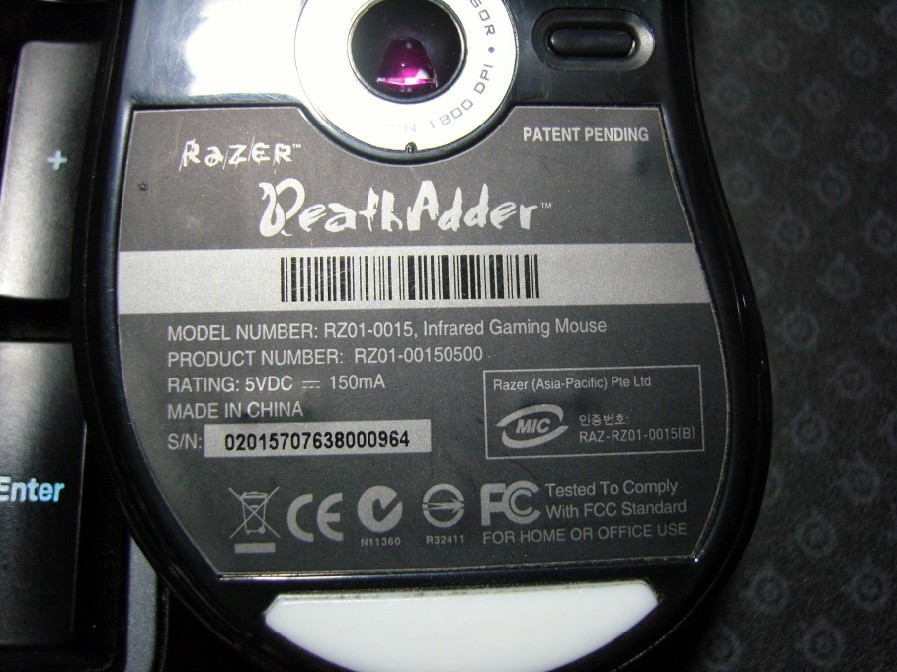 1800 DPI •
PATENT PENDING
RAZER™
DeathAdder™
MODEL NUMBER: RZ01-0015, Infrared Gaming Mouse
PRODUCT NUMBER: RZ01-00150500
RATING: 5VDC ⎓ 150mA
MADE IN CHINA
S/N: 02015707638000964
Razer (Asia-Pacific) Pte Ltd
MIC
인증번호:
RAZ-RZ01-0015(B)
CE
N11360
R32411
FC
Tested To Comply
With FCC Standard
FOR HOME OR OFFICE USE
+
Enter